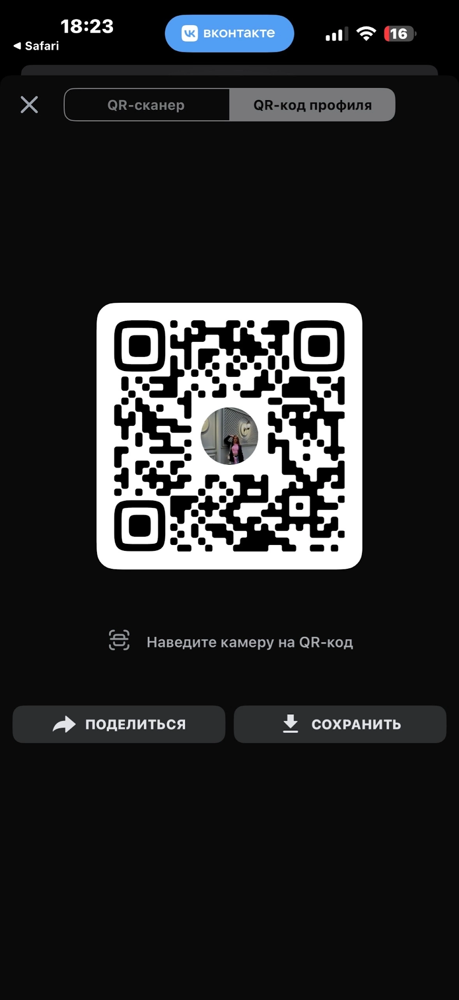 18:23
вконтакте
16
◀ Safari
QR-сканер
QR-код профиля
Наведите камеру на QR-код
ПОДЕЛИТЬСЯ
СОХРАНИТЬ